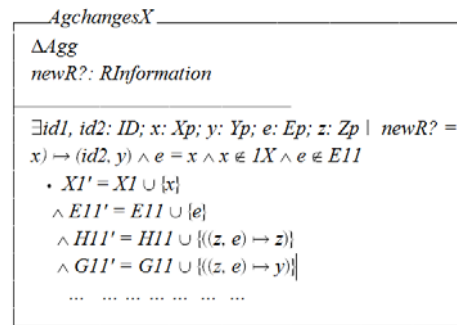 AgchangesX
ΔAgg
newR?: RInformation
∃id1, id2: ID; x: Xp; y: Yp; e: Ep; z: Zp | newR? =
x) ↦ (id2, y) ∧ e = x ∧ x ∉ 1X ∧ e ∉ E11
• X1' = X1 ∪ {x}
∧ E11' = E11 ∪ {e}
∧ H11' = H11 ∪ {((z, e) ↦ z)}
∧ G11' = G11 ∪ {((z, e) ↦ y)}
... ... ... ... ... ... ...